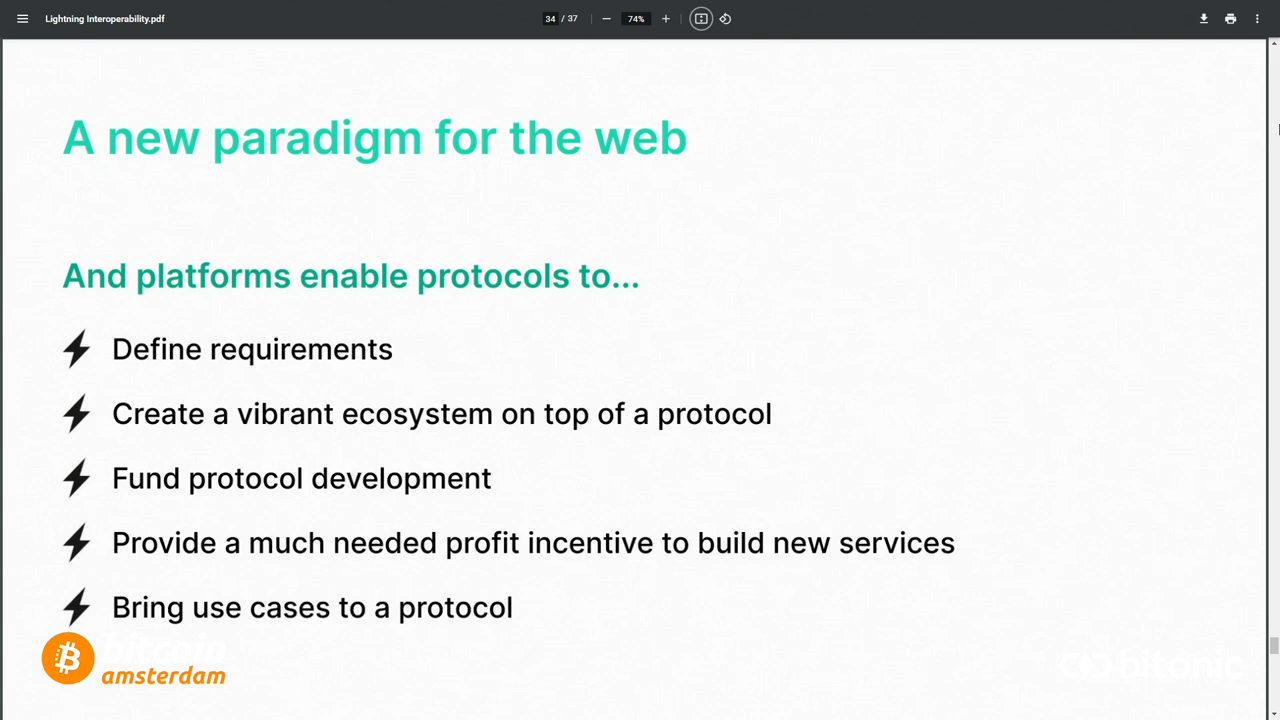 Lightning Interoperability.pdf
34 / 37
74%
A new paradigm for the web
And platforms enable protocols to...
Define requirements
Create a vibrant ecosystem on top of a protocol
Fund protocol development
Provide a much needed profit incentive to build new services
Bring use cases to a protocol
bitcoin
amsterdam
bitonic